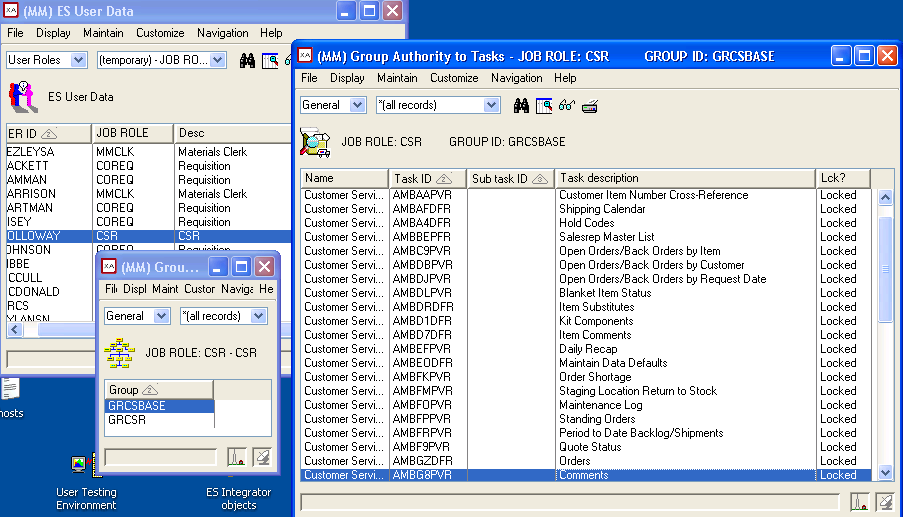 (MM) ES User Data
File Display Maintain Customize Navigation Help
User Roles (temporary) - JOB RO...
ES User Data
ER ID JOB ROLE Desc
EZLEYSA MMCLK Materials Clerk
ACKETT COREQ Requisition
AMMAN COREQ Requisition
ARRISON MMCLK Materials Clerk
ARTMAN COREQ Requisition
ISEY COREQ Requisition
OLLOWAY CSR CSR
OHNSON COREQ Requisition
BBE
CCULL
CDONALD
RCS
YLANSN
(MM) Grou...
File Displ Maint Custor Naviga He
General *(all records)
JOB ROLE: CSR - CSR
Group
GRCSBASE
GRCSR
hosts
User Testing
Environment
ES Integrator
objects
(MM) Group Authority to Tasks - JOB ROLE: CSR GROUP ID: GRCSBASE
File Display Maintain Customize Navigation Help
General *(all records)
JOB ROLE: CSR GROUP ID: GRCSBASE
Name Task ID Sub task ID Task description Lck?
Customer Servi... AMBAAPVR Customer Item Number Cross-Reference Locked
Customer Servi... AMBAFDFR Shipping Calendar Locked
Customer Servi... AMBA4DFR Hold Codes Locked
Customer Servi... AMBBEPFR Salesrep Master List Locked
Customer Servi... AMBC9PVR Open Orders/Back Orders by Item Locked
Customer Servi... AMBDBPVR Open Orders/Back Orders by Customer Locked
Customer Servi... AMBDJPVR Open Orders/Back Orders by Request Date Locked
Customer Servi... AMBDLPVR Blanket Item Status Locked
Customer Servi... AMBDRDFR Item Substitutes Locked
Customer Servi... AMBD1DFR Kit Components Locked
Customer Servi... AMBD7DFR Item Comments Locked
Customer Servi... AMBEFPVR Daily Recap Locked
Customer Servi... AMBEODFR Maintain Data Defaults Locked
Customer Servi... AMBFKPVR Order Shortage Locked
Customer Servi... AMBFMPVR Staging Location Return to Stock Locked
Customer Servi... AMBFOPVR Maintenance Log Locked
Customer Servi... AMBFPPVR Standing Orders Locked
Customer Servi... AMBFRPVR Period to Date Backlog/Shipments Locked
Customer Servi... AMBF9PVR Quote Status Locked
Customer Servi... AMBGZDFR Orders Locked
Customer Servi... AMBG8PVR Comments Locked